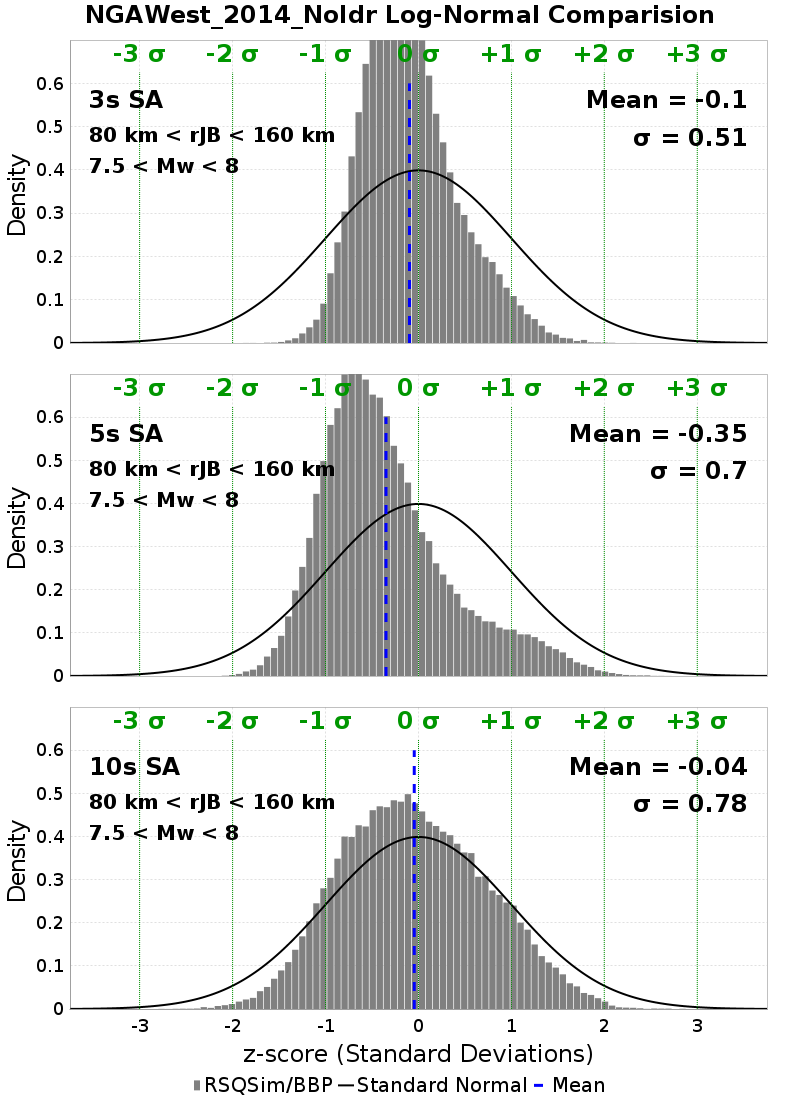 NGAWest_2014_NoIdr Log-Normal Comparision
-3 σ -2 σ -1 σ 0 σ +1 σ +2 σ +3 σ
3s SA Mean = -0.1
80 km < rJB < 160 km σ = 0.51
7.5 < Mw < 8
Density
0.6
0.5
0.4
0.3
0.2
0.1
0
-3 σ -2 σ -1 σ 0 σ +1 σ +2 σ +3 σ
5s SA Mean = -0.35
80 km < rJB < 160 km σ = 0.7
7.5 < Mw < 8
Density
0.6
0.5
0.4
0.3
0.2
0.1
0
-3 σ -2 σ -1 σ 0 σ +1 σ +2 σ +3 σ
10s SA Mean = -0.04
80 km < rJB < 160 km σ = 0.78
7.5 < Mw < 8
Density
0.6
0.5
0.4
0.3
0.2
0.1
0
-3 -2 -1 0 1 2 3
z-score (Standard Deviations)
RSQSim/BBP Standard Normal Mean